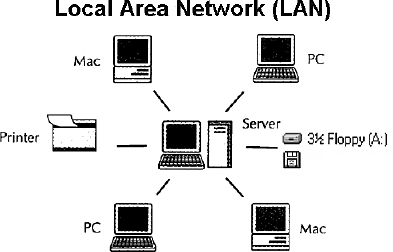 Local Area Network (LAN)
Mac
PC
Printer
Server
3½ Floppy (A:)
PC
Mac